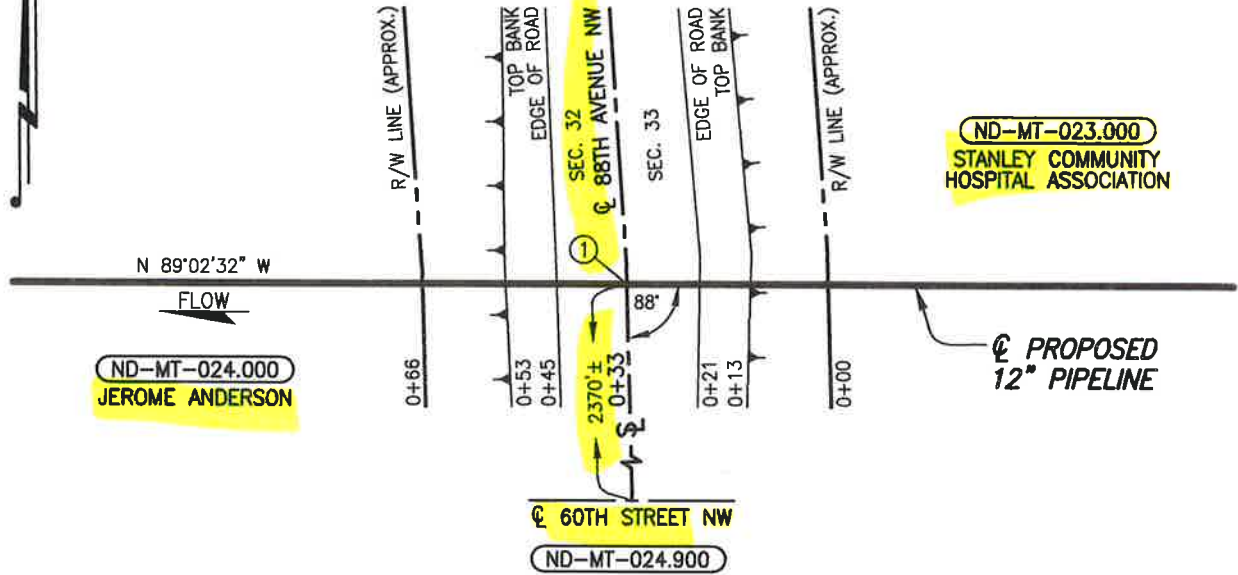 R/W LINE (APPROX.)
TOP BANK
EDGE OF ROAD
SEC. 32
℄ 88TH AVENUE NW
SEC. 33
EDGE OF ROAD
TOP BANK
R/W LINE (APPROX.)
ND-MT-023.000
STANLEY COMMUNITY
HOSPITAL ASSOCIATION
N 89°02'32" W
FLOW
1
88°
ND-MT-024.000
JEROME ANDERSON
0+66
0+53
0+45
2370'±
0+33
0+21
0+13
0+00
℄ PROPOSED
12" PIPELINE
℄ 60TH STREET NW
ND-MT-024.900